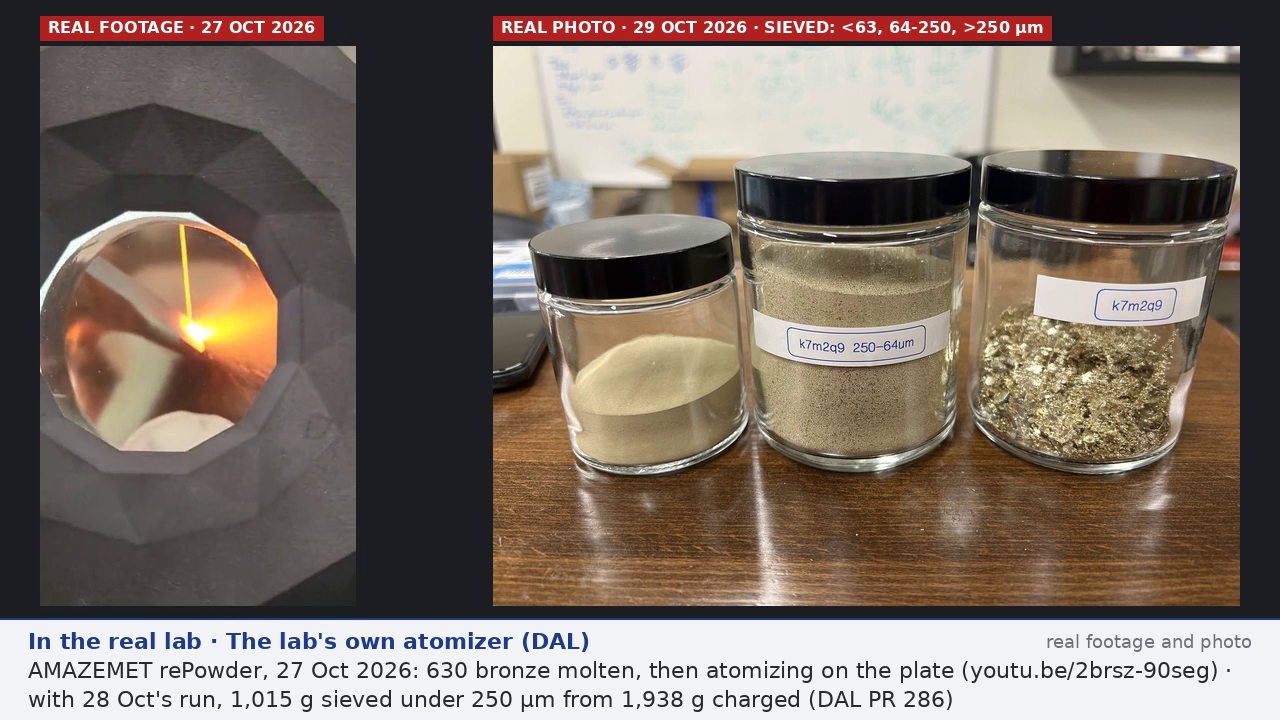 REAL FOOTAGE · 27 OCT 2026
REAL PHOTO · 29 OCT 2026 · SIEVED: <63, 64-250, >250 µm
k7m2q9 250-64um
k7m2q9
In the real lab · The lab's own atomizer (DAL)
real footage and photo
AMAZEMET rePowder, 27 Oct 2026: 630 bronze molten, then atomizing on the plate (youtu.be/2brsz-90seg) ·
with 28 Oct's run, 1,015 g sieved under 250 µm from 1,938 g charged (DAL PR 286)